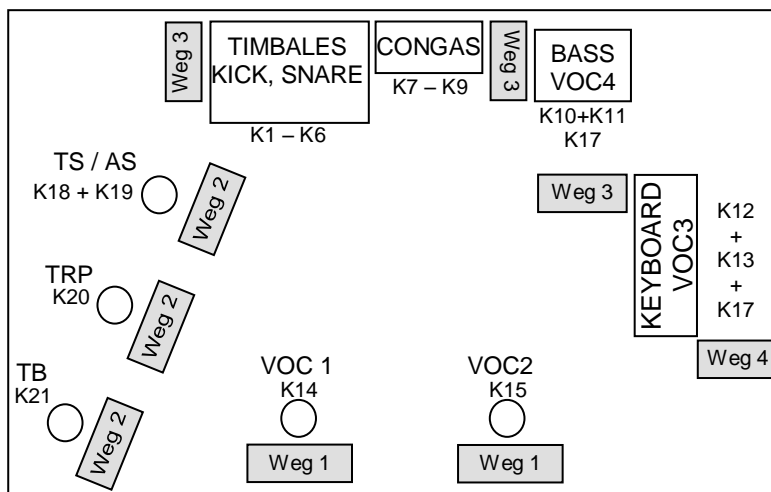 Weg 3
TIMBALES
KICK, SNARE
K1 – K6
CONGAS
K7 – K9
Weg 3
BASS
VOC4
K10+K11
K17
TS / AS
K18 + K19
Weg 2
Weg 3
KEYBOARD
VOC3
K12
+
K13
+
K17
TRP
K20
Weg 2
Weg 4
TB
K21
Weg 2
VOC 1
K14
Weg 1
VOC2
K15
Weg 1